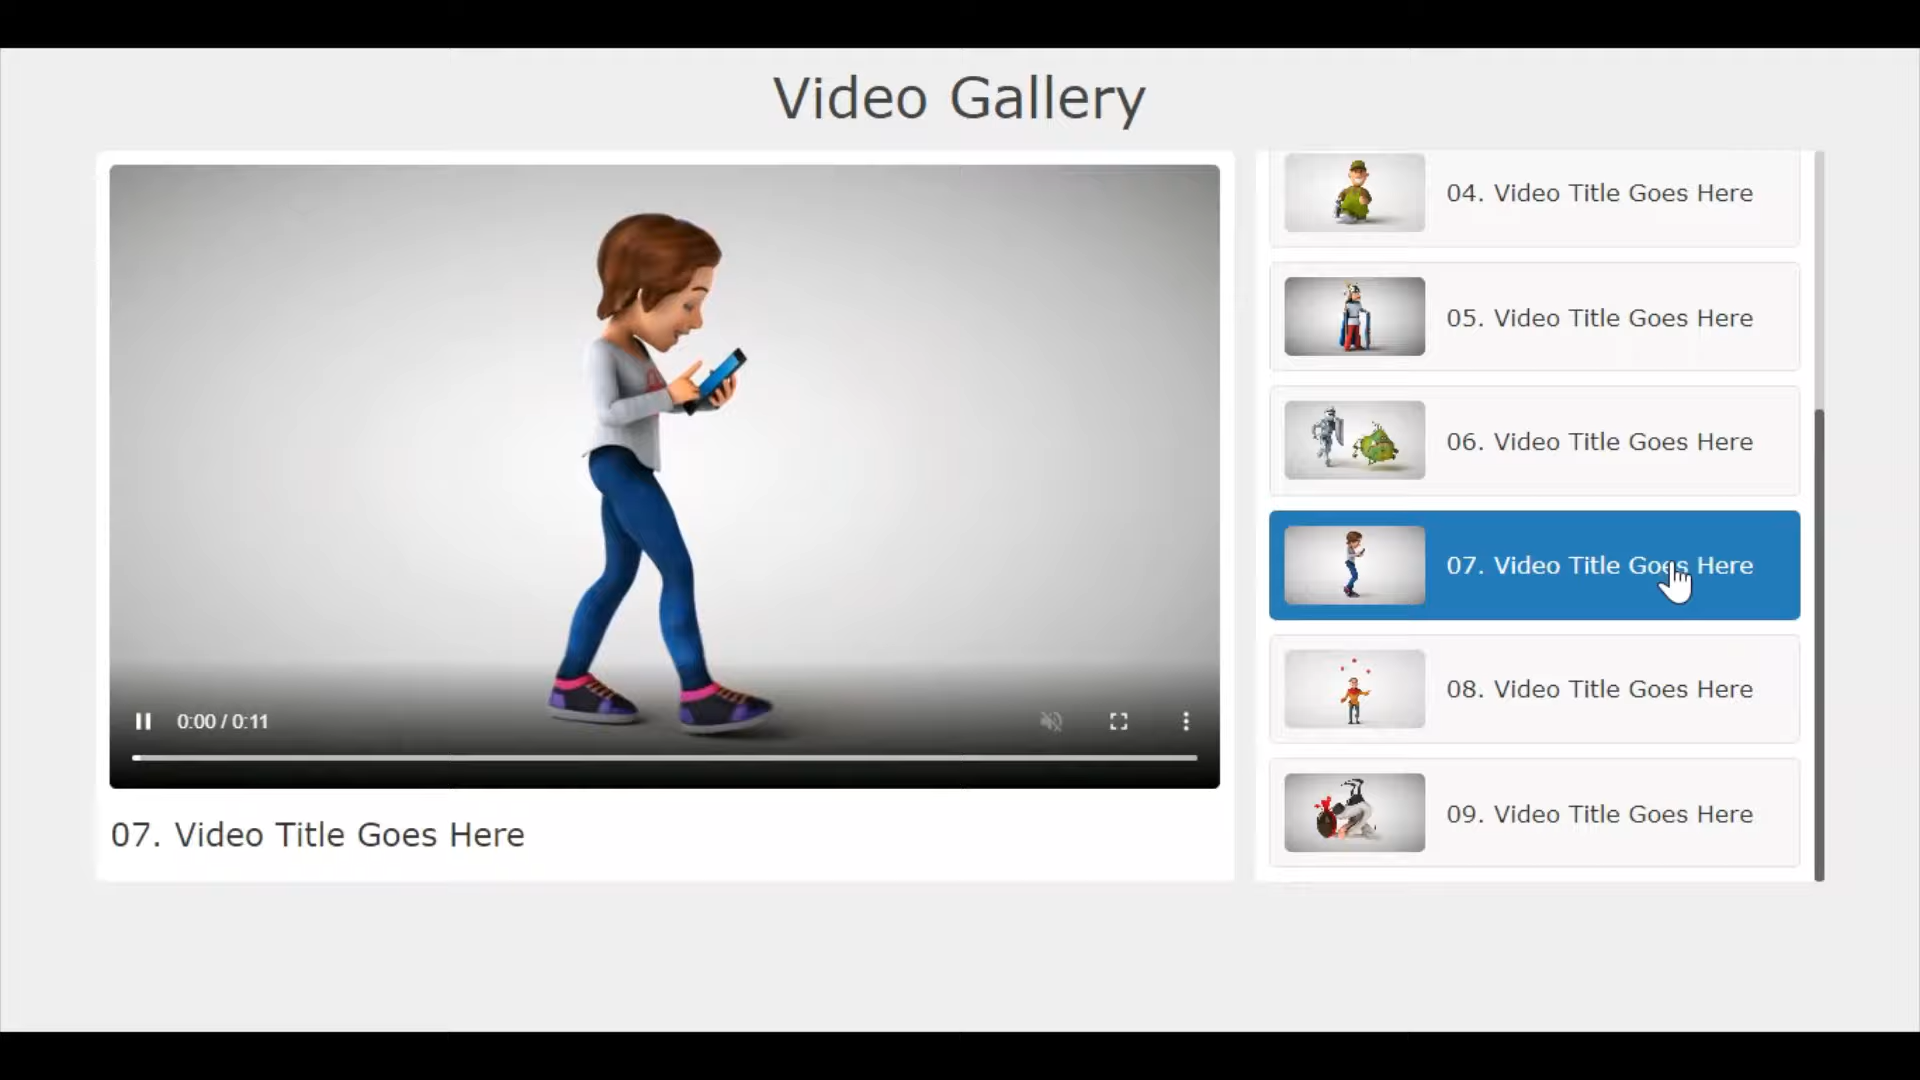 Video Gallery
0:00 / 0:11
07. Video Title Goes Here
04. Video Title Goes Here
05. Video Title Goes Here
06. Video Title Goes Here
07. Video Title Goes Here
08. Video Title Goes Here
09. Video Title Goes Here